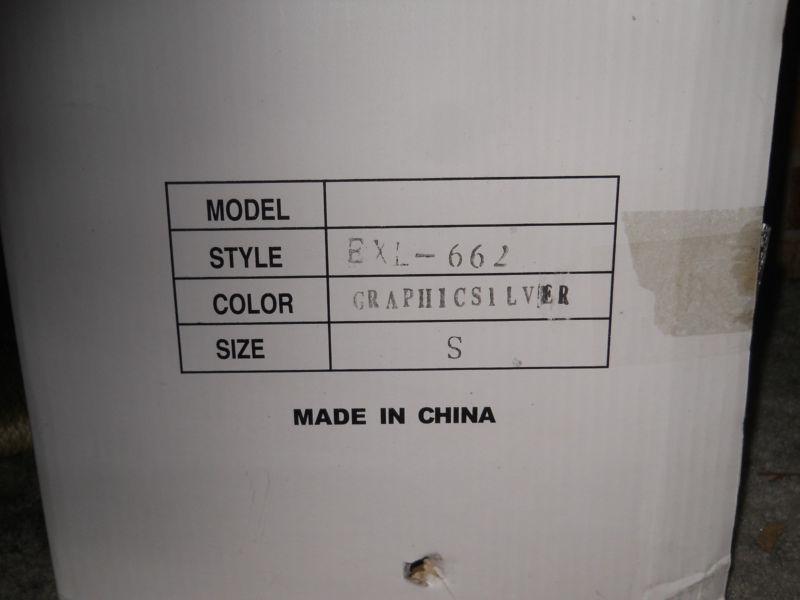 MODEL
STYLE EXL-662
COLOR GRAPHICSILVER
SIZE S
MADE IN CHINA